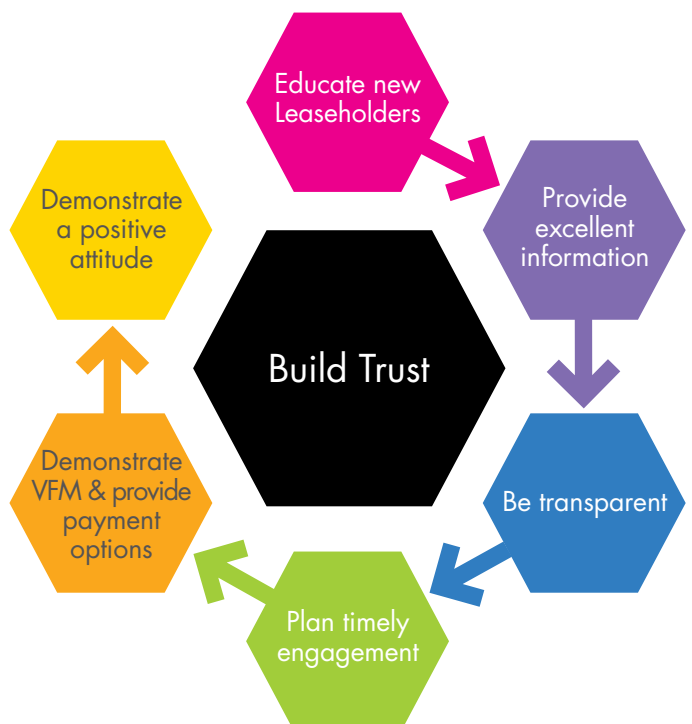 Educate new
Leaseholders
Provide
excellent
information
Be transparent
Plan timely
engagement
Demonstrate
VFM & provide
payment
options
Demonstrate
a positive
attitude
Build Trust